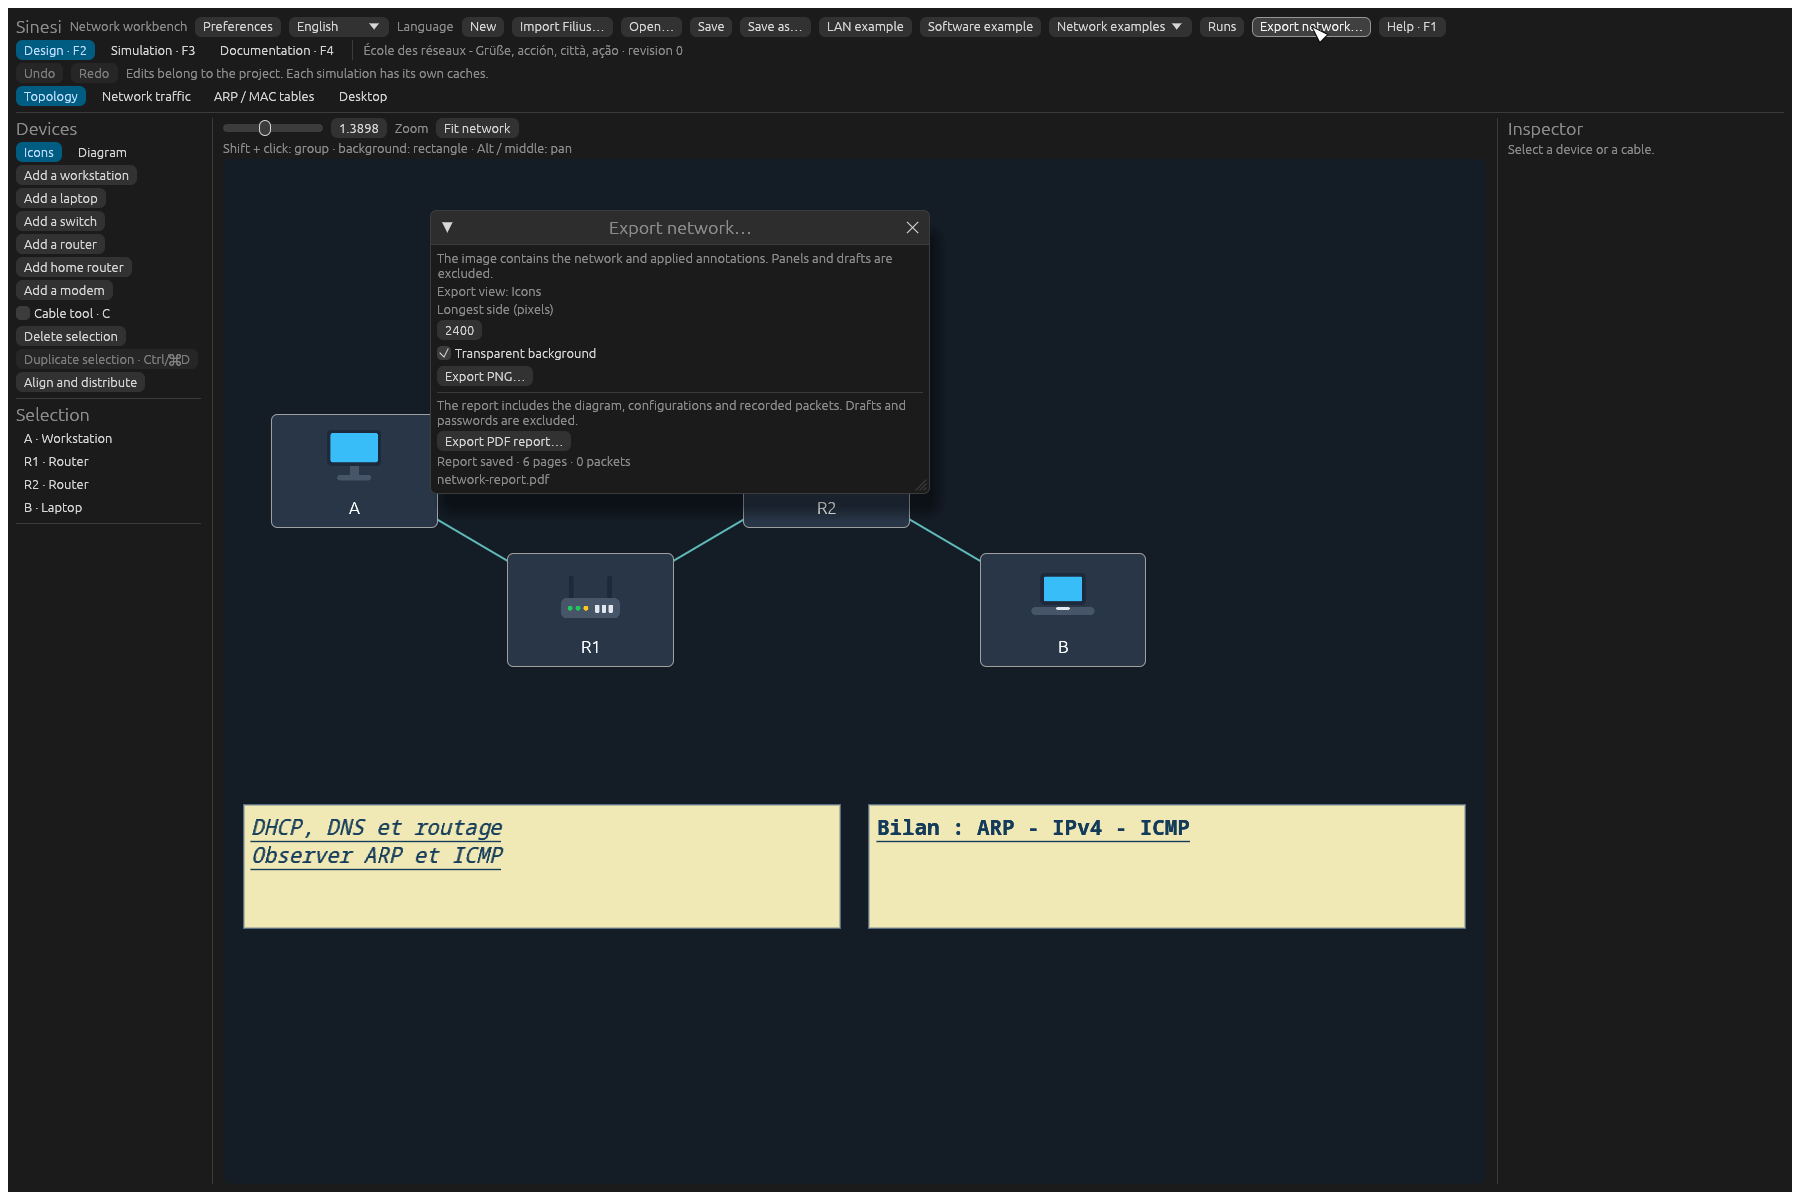 Sinesi Network workbench Preferences English Language New Import Filius... Open... Save Save as... LAN example Software example Network examples Runs Export network... Help · F1
Design · F2 Simulation · F3 Documentation · F4 École des réseaux - Grüße, acción, città, ação · revision 0
Undo Redo Edits belong to the project. Each simulation has its own caches.
Topology Network traffic ARP / MAC tables Desktop
Devices
Icons Diagram
Add a workstation
Add a laptop
Add a switch
Add a router
Add home router
Add a modem
Cable tool · C
Delete selection
Duplicate selection · Ctrl/⌘D
Align and distribute
Selection
A · Workstation
R1 · Router
R2 · Router
B · Laptop
1.3898 Zoom Fit network
Shift + click: group · background: rectangle · Alt / middle: pan
Export network...
The image contains the network and applied annotations. Panels and drafts are
excluded.
Export view: Icons
Longest side (pixels)
2400
Transparent background
Export PNG...
The report includes the diagram, configurations and recorded packets. Drafts and
passwords are excluded.
Export PDF report...
Report saved · 6 pages · 0 packets
network-report.pdf
A
R2
R1
B
DHCP, DNS et routage
Observer ARP et ICMP
Bilan : ARP - IPv4 - ICMP
Inspector
Select a device or a cable.